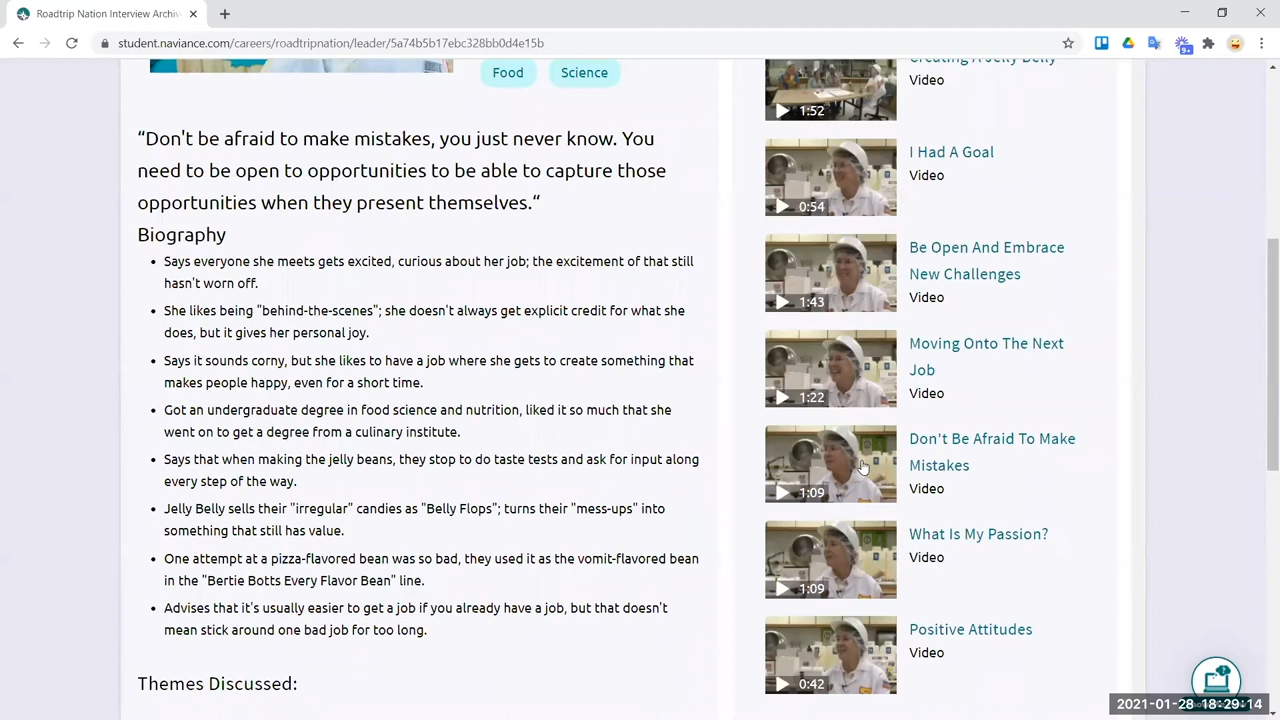 Roadtrip Nation Interview Archiv
student.naviance.com/careers/roadtripnation/leader/5a74b5b17ebc328bb0d4e15b
9+
Food
Science
“Don't be afraid to make mistakes, you just never know. You
need to be open to opportunities to be able to capture those
opportunities when they present themselves.“
Biography
Says everyone she meets gets excited, curious about her job; the excitement of that still
hasn't worn off.
She likes being "behind-the-scenes"; she doesn't always get explicit credit for what she
does, but it gives her personal joy.
Says it sounds corny, but she likes to have a job where she gets to create something that
makes people happy, even for a short time.
Got an undergraduate degree in food science and nutrition, liked it so much that she
went on to get a degree from a culinary institute.
Says that when making the jelly beans, they stop to do taste tests and ask for input along
every step of the way.
Jelly Belly sells their "irregular" candies as "Belly Flops"; turns their "mess-ups" into
something that still has value.
One attempt at a pizza-flavored bean was so bad, they used it as the vomit-flavored bean
in the "Bertie Botts Every Flavor Bean" line.
Advises that it's usually easier to get a job if you already have a job, but that doesn't
mean stick around one bad job for too long.
Themes Discussed:
Creating A Jelly Belly
Video
1:52
I Had A Goal
Video
0:54
Be Open And Embrace
New Challenges
Video
1:43
Moving Onto The Next
Job
Video
1:22
Don't Be Afraid To Make
Mistakes
Video
1:09
What Is My Passion?
Video
1:09
Positive Attitudes
Video
0:42
2021-01-28 18:29:14